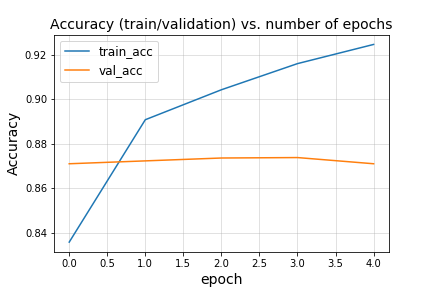 Accuracy (train/validation) vs. number of epochs
train_acc
val_acc
Accuracy
0.92
0.90
0.88
0.86
0.84
0.0 0.5 1.0 1.5 2.0 2.5 3.0 3.5 4.0
epoch